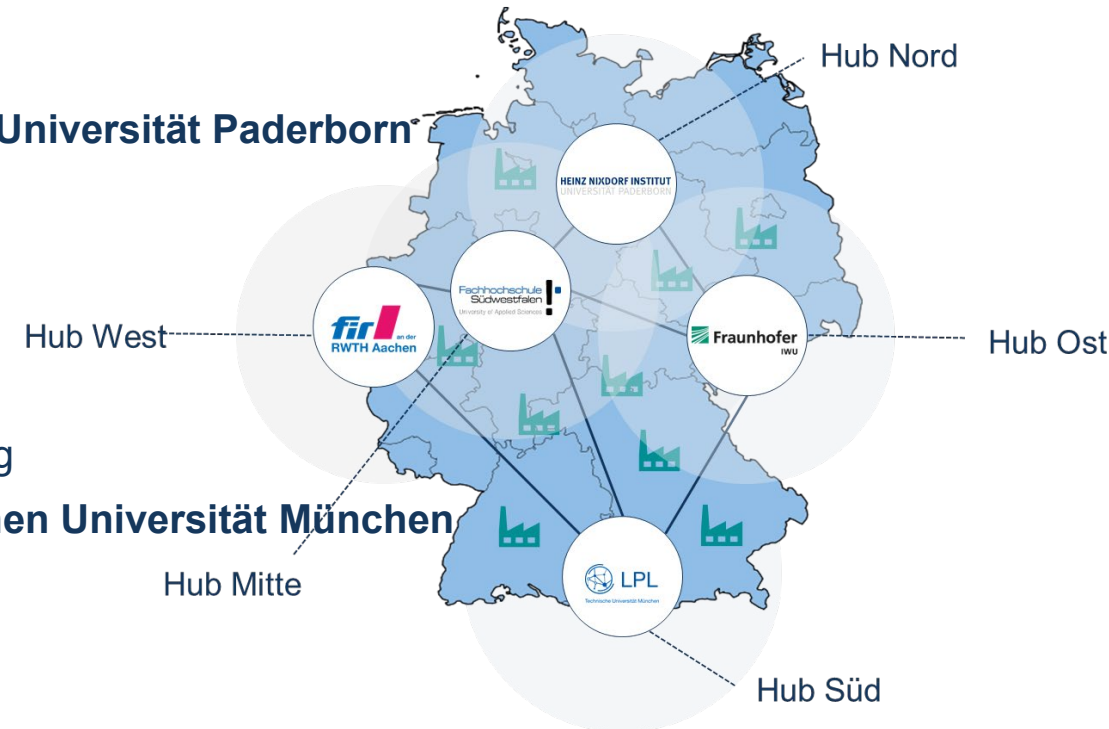 Hub Nord
Universität Paderborn
HEINZ NIXDORF INSTITUT
UNIVERSITÄT PADERBORN
Fachhochschule
Südwestfalen
University of Applied Sciences
fir an der
RWTH Aachen
Hub West
Fraunhofer
IWU
Hub Ost
g
en Universität München
Hub Mitte
LPL
Technische Universität München
Hub Süd